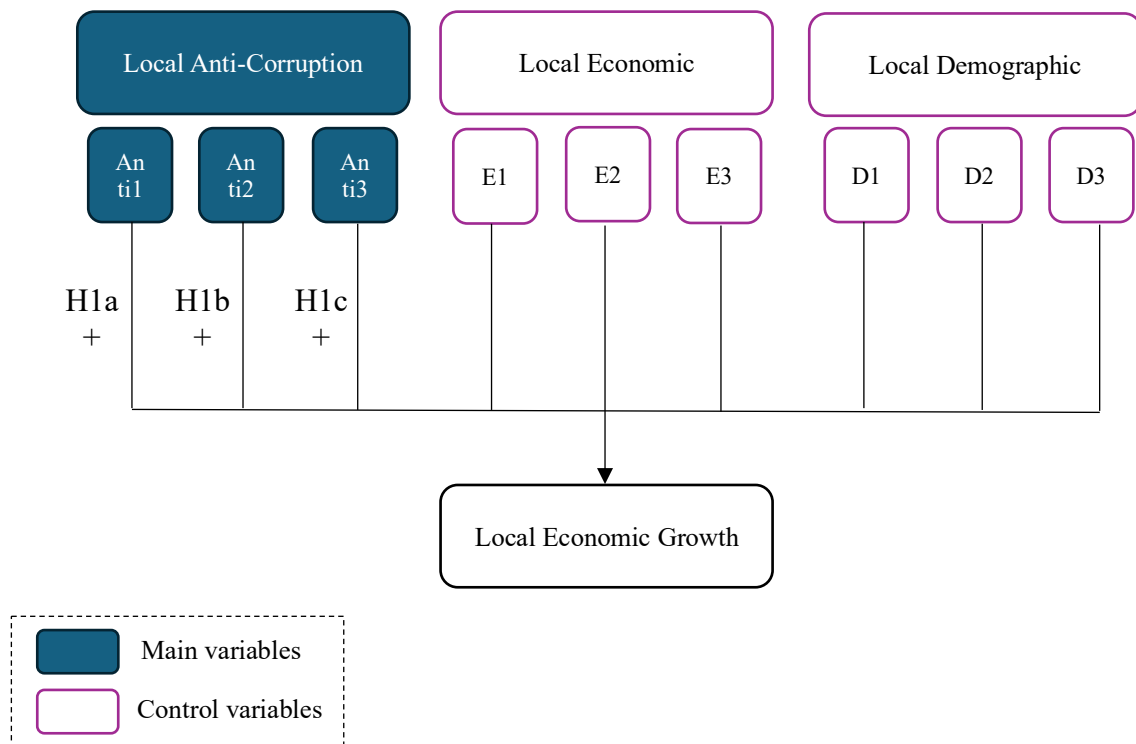 Local Anti-Corruption
Local Economic
Local Demographic
An
ti1
An
ti2
An
ti3
E1
E2
E3
D1
D2
D3
H1a
+
H1b
+
H1c
+
Local Economic Growth
Main variables
Control variables